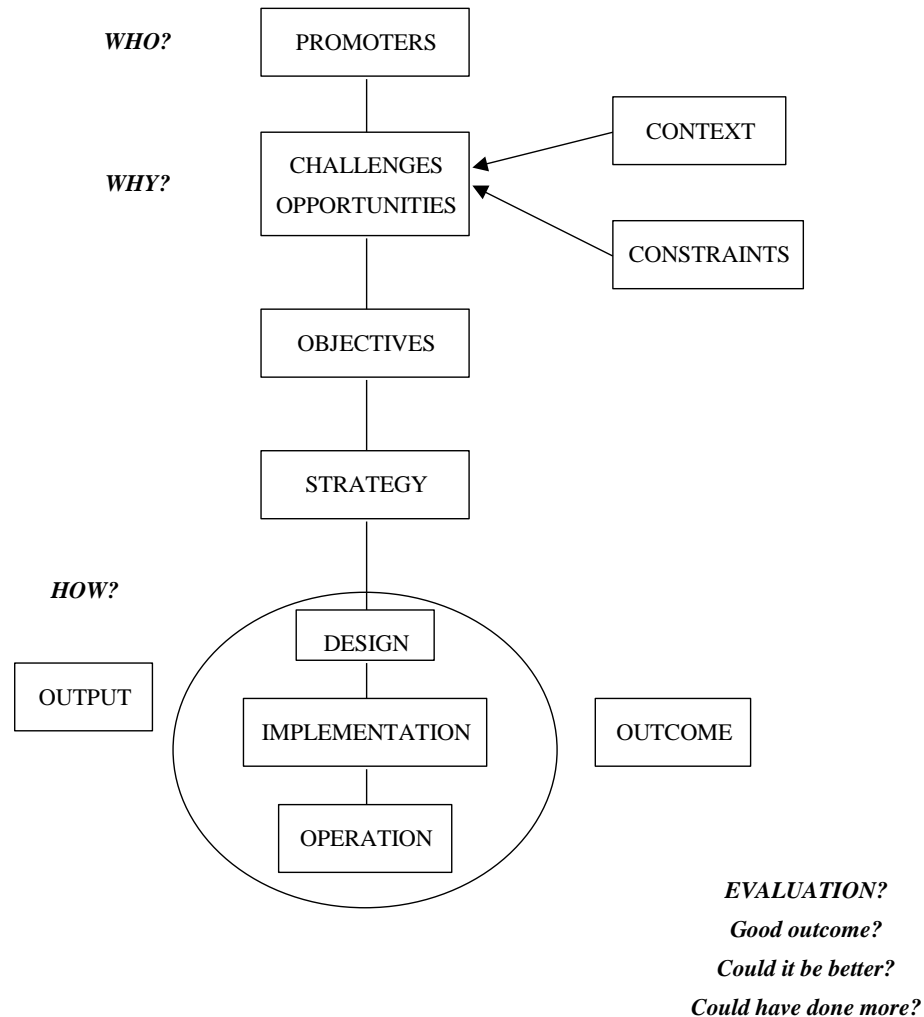 WHO?
PROMOTERS
CONTEXT
WHY?
CHALLENGES
OPPORTUNITIES
CONSTRAINTS
OBJECTIVES
STRATEGY
HOW?
DESIGN
OUTPUT
IMPLEMENTATION
OUTCOME
OPERATION
EVALUATION?
Good outcome?
Could it be better?
Could have done more?